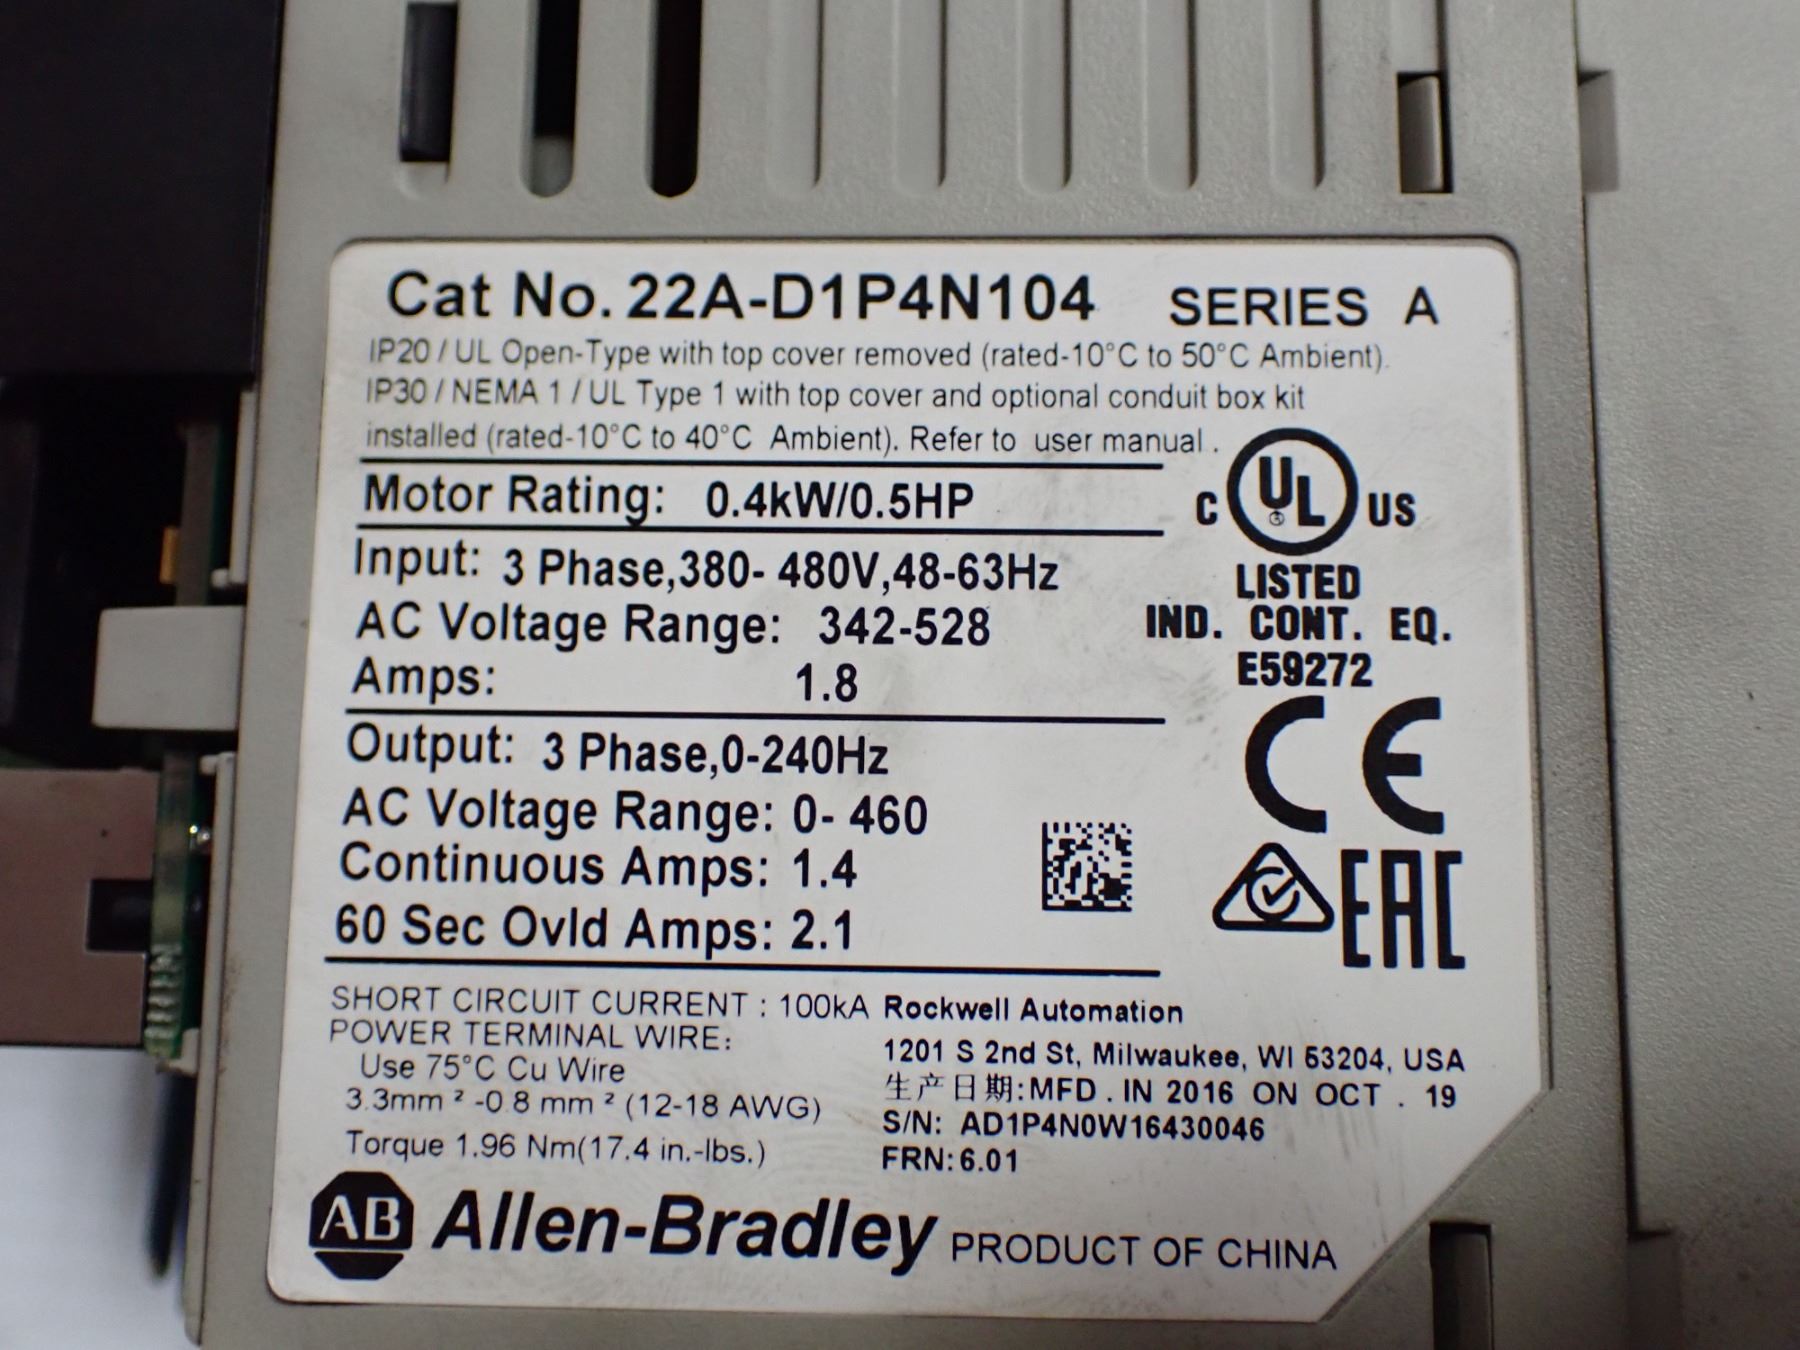 Cat No. 22A-D1P4N104 SERIES A
IP20 / UL Open-Type with top cover removed (rated-10°C to 50°C Ambient).
IP30 / NEMA 1 / UL Type 1 with top cover and optional conduit box kit
installed (rated-10°C to 40°C Ambient). Refer to user manual .
Motor Rating: 0.4kW/0.5HP
C UL US
®
LISTED
IND. CONT. EQ.
E59272
Input: 3 Phase,380- 480V,48-63Hz
AC Voltage Range: 342-528
Amps: 1.8
CE
Output: 3 Phase,0-240Hz
AC Voltage Range: 0- 460
Continuous Amps: 1.4
60 Sec Ovld Amps: 2.1
EAC
SHORT CIRCUIT CURRENT : 100kA
POWER TERMINAL WIRE:
Use 75°C Cu Wire
3.3mm ² -0.8 mm ² (12-18 AWG)
Torque 1.96 Nm(17.4 in.-lbs.)
Rockwell Automation
1201 S 2nd St, Milwaukee, WI 53204, USA
生产日期:MFD . IN 2016 ON OCT . 19
S/N: AD1P4N0W16430046
FRN: 6.01
AB Allen-Bradley PRODUCT OF CHINA